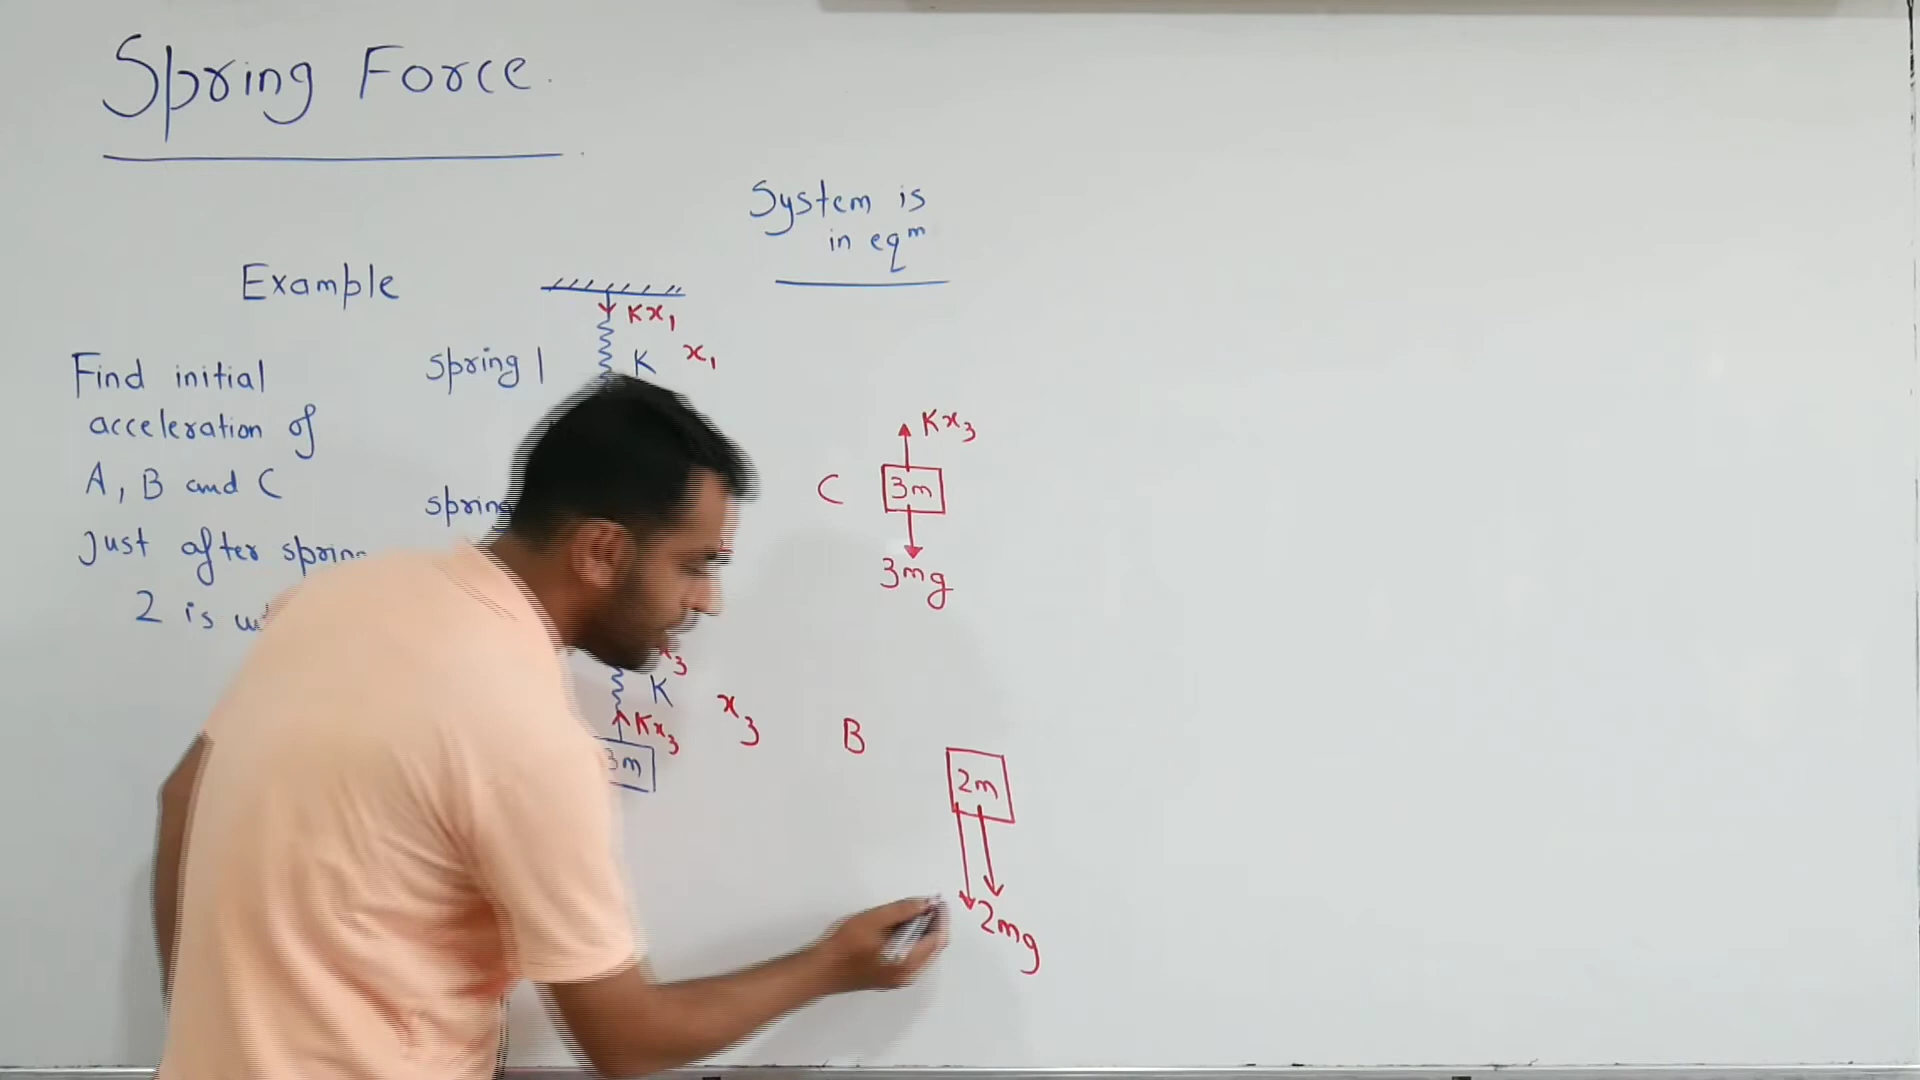 Spring Force
System is
in eqᵐ
Example
Kx₁
Find initial
acceleration of
A, B and C
Just after spring
2 is
spring 1
K
x₁
spring
K
x₃
Kx₃
3m
Kx₃
C
3m
3mg
B
2m
2mg